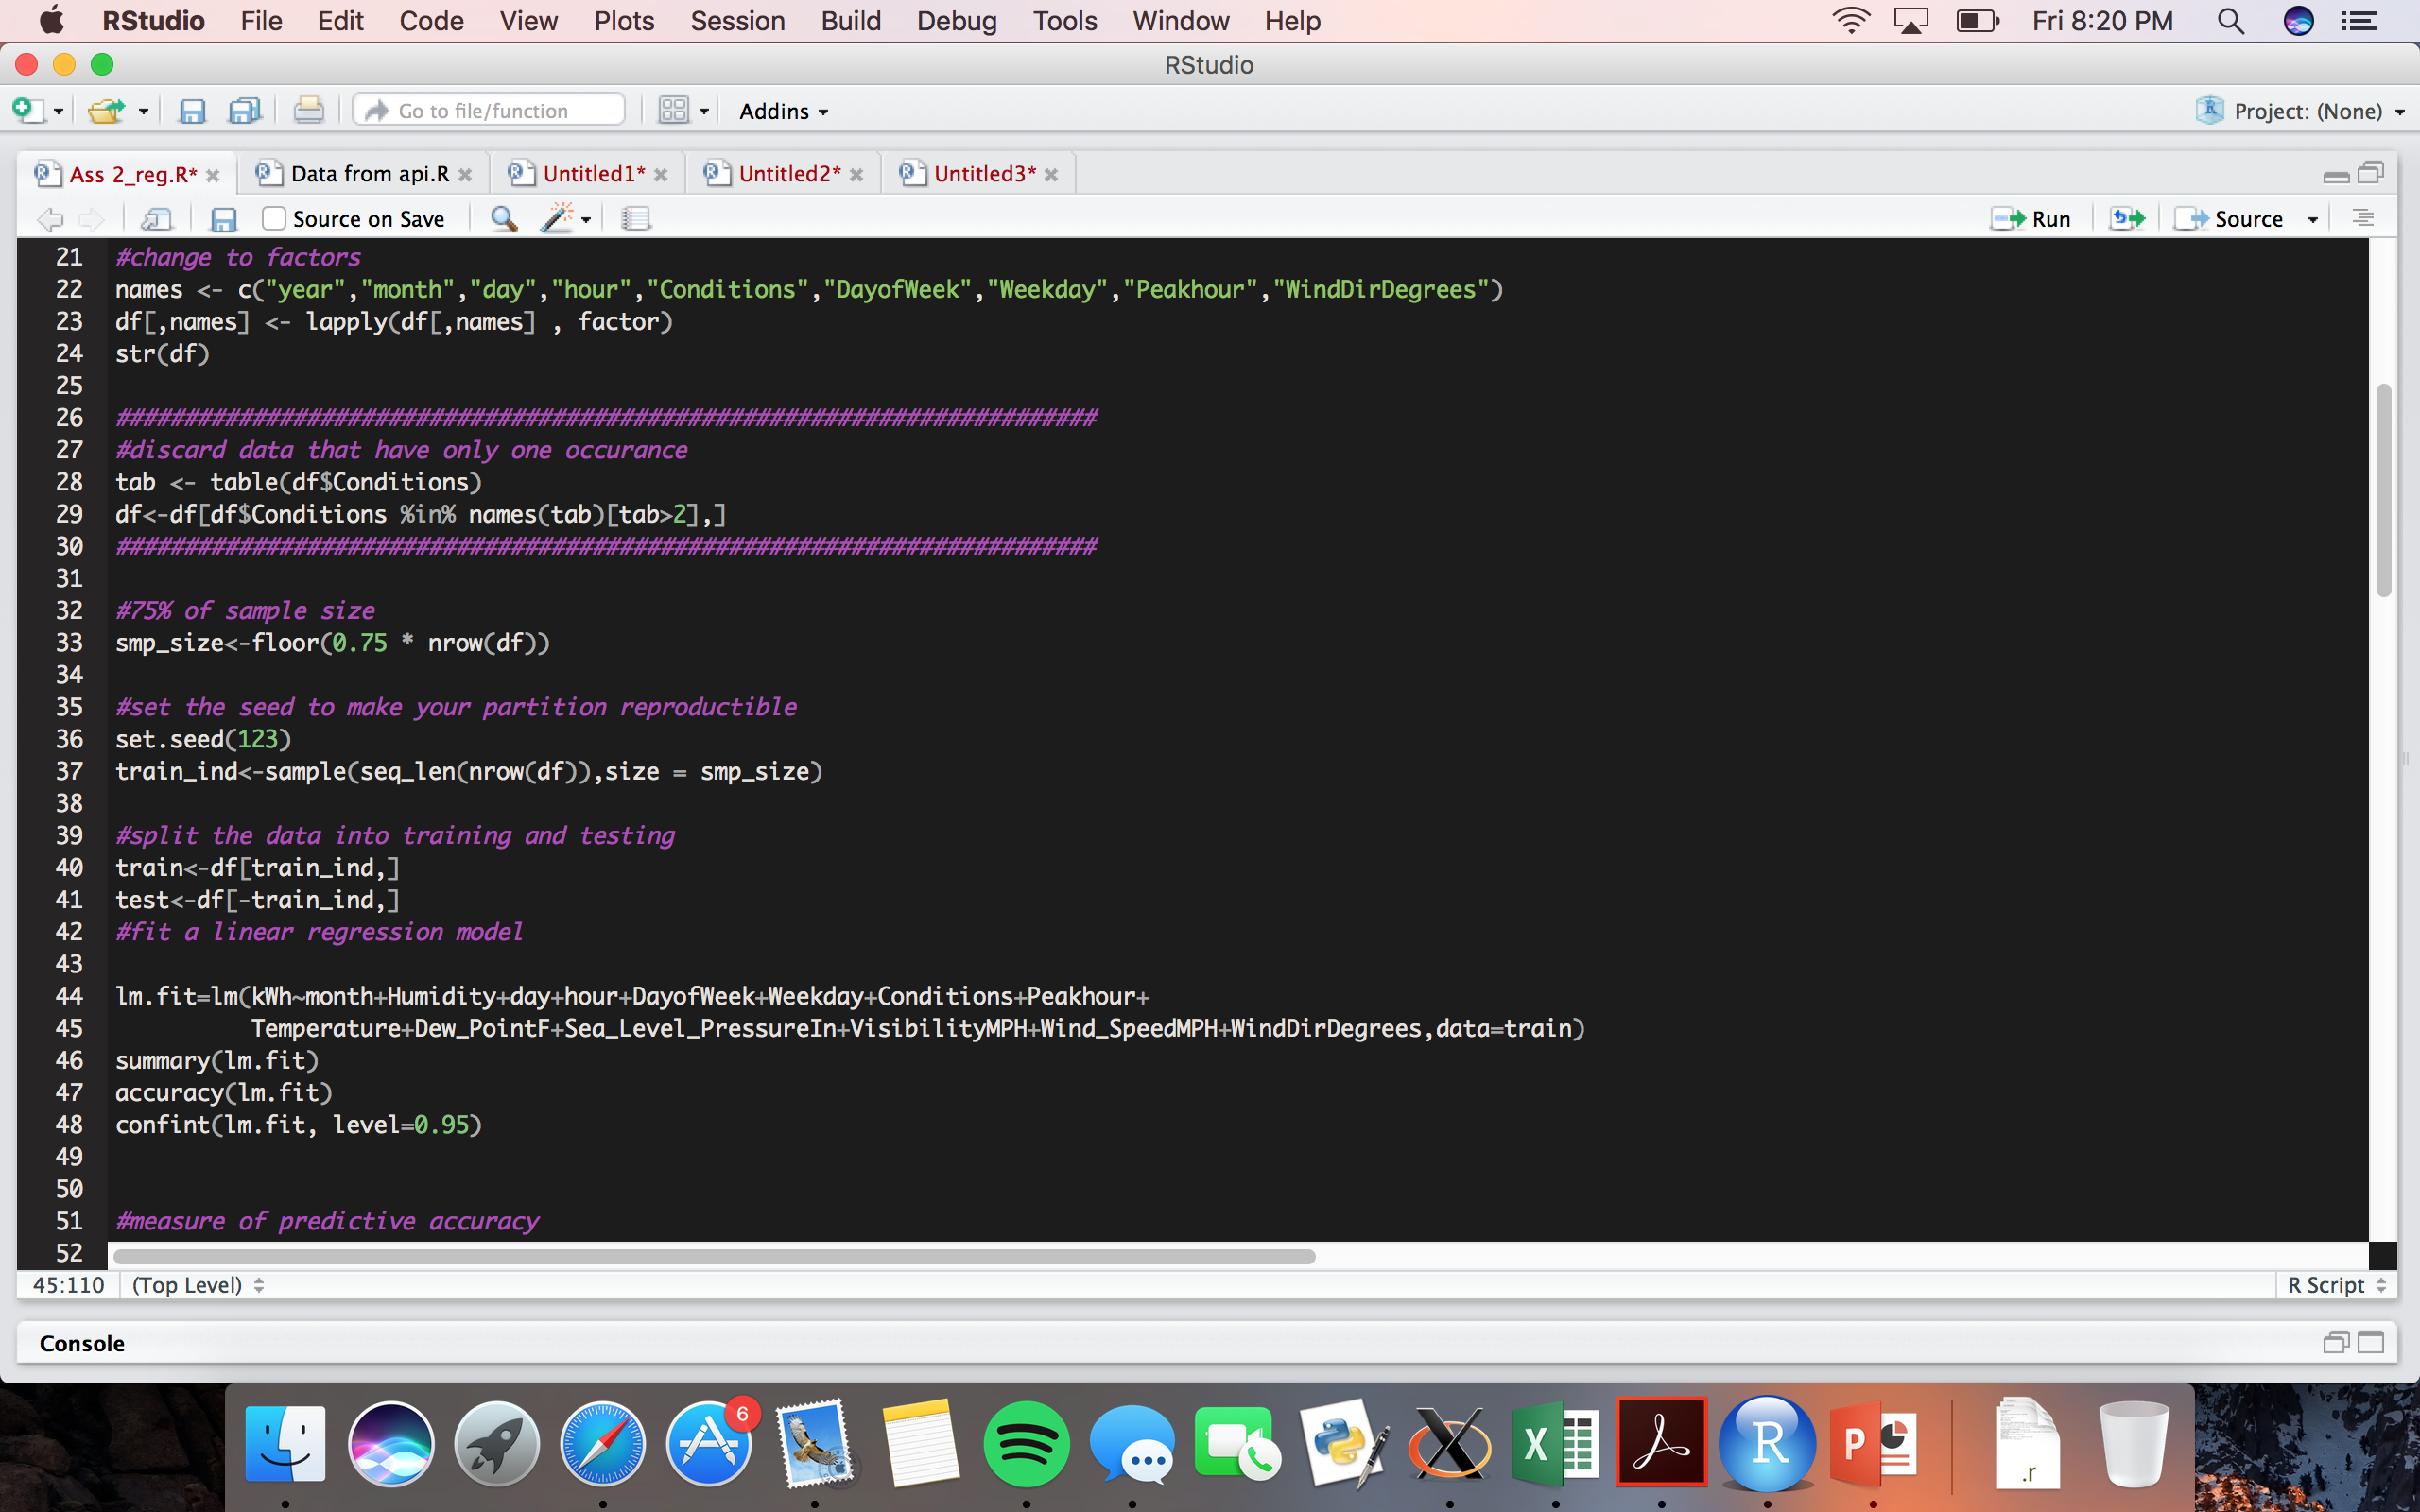 RStudio File Edit Code View Plots Session Build Debug Tools Window Help Fri 8:20 PM
RStudio
Go to file/function Addins Project: (None)
Ass 2_reg.R* Data from api.R Untitled1* Untitled2* Untitled3*
Source on Save Run Source
21 #change to factors
22 names <- c("year","month","day","hour","Conditions","DayofWeek","Weekday","Peakhour","WindDirDegrees")
23 df[,names] <- lapply(df[,names] , factor)
24 str(df)
25
26 #########################################################################
27 #discard data that have only one occurance
28 tab <- table(df$Conditions)
29 df<-df[df$Conditions %in% names(tab)[tab>2],]
30 #########################################################################
31
32 #75% of sample size
33 smp_size<-floor(0.75 * nrow(df))
34
35 #set the seed to make your partition reproductible
36 set.seed(123)
37 train_ind<-sample(seq_len(nrow(df)),size = smp_size)
38
39 #split the data into training and testing
40 train<-df[train_ind,]
41 test<-df[-train_ind,]
42 #fit a linear regression model
43
44 lm.fit=lm(kWh~month+Humidity+day+hour+DayofWeek+Weekday+Conditions+Peakhour+
45 Temperature+Dew_PointF+Sea_Level_PressureIn+VisibilityMPH+Wind_SpeedMPH+WindDirDegrees,data=train)
46 summary(lm.fit)
47 accuracy(lm.fit)
48 confint(lm.fit, level=0.95)
49
50
51 #measure of predictive accuracy
52
45:110 (Top Level) R Script
Console
6
X
R
P
.r